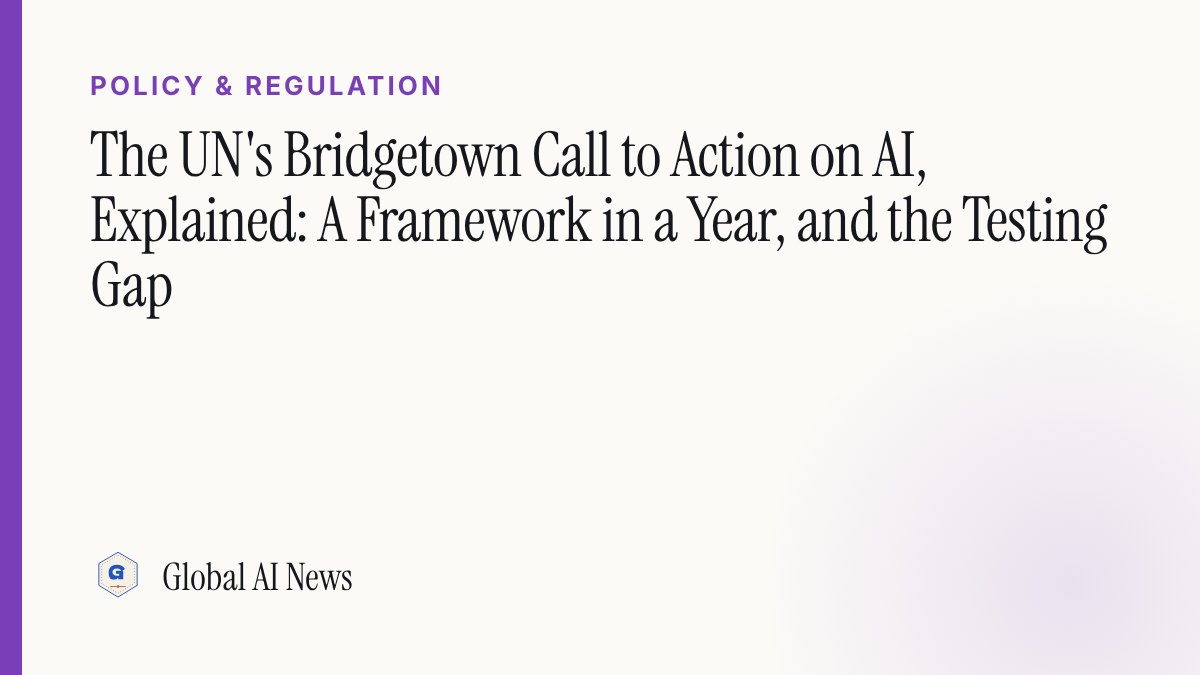 POLICY & REGULATION
The UN's Bridgetown Call to Action on AI,
Explained: A Framework in a Year, and the Testing
Gap
G
Global AI News